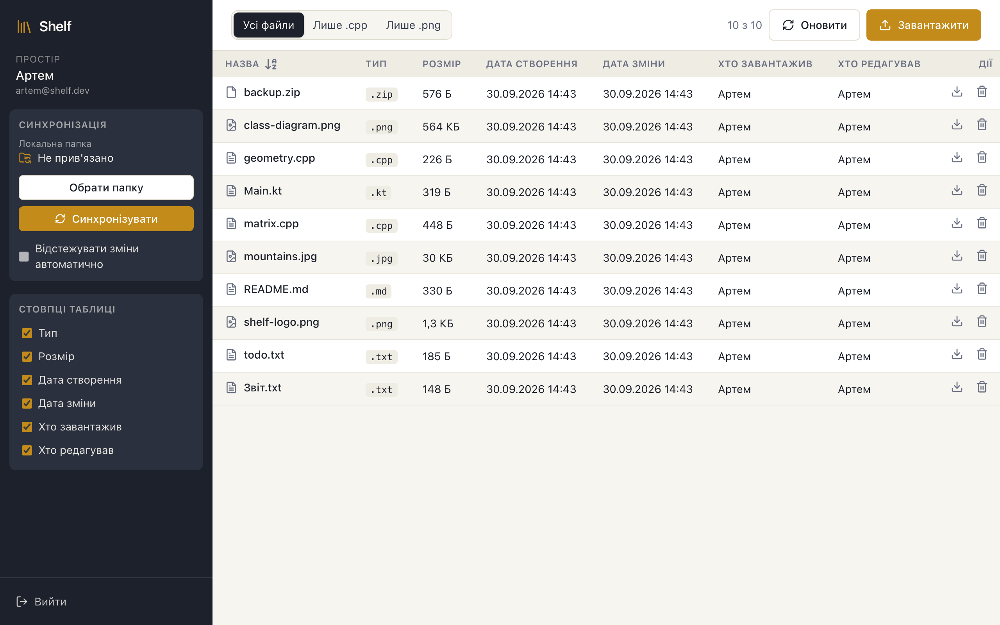 Shelf
ПРОСТІР
Артем
artem@shelf.dev
СИНХРОНІЗАЦІЯ
Локальна папка
Не прив'язано
Обрати папку
Синхронізувати
Відстежувати зміни
автоматично
СТОВПЦІ ТАБЛИЦІ
Тип
Розмір
Дата створення
Дата зміни
Хто завантажив
Хто редагував
Вийти
Усі файли Лише .cpp Лише .png 10 з 10 Оновити Завантажити
НАЗВА ТИП РОЗМІР ДАТА СТВОРЕННЯ ДАТА ЗМІНИ ХТО ЗАВАНТАЖИВ ХТО РЕДАГУВАВ ДІЇ
backup.zip .zip 576 Б 30.09.2026 14:43 30.09.2026 14:43 Артем Артем
class-diagram.png .png 564 КБ 30.09.2026 14:43 30.09.2026 14:43 Артем Артем
geometry.cpp .cpp 226 Б 30.09.2026 14:43 30.09.2026 14:43 Артем Артем
Main.kt .kt 319 Б 30.09.2026 14:43 30.09.2026 14:43 Артем Артем
matrix.cpp .cpp 448 Б 30.09.2026 14:43 30.09.2026 14:43 Артем Артем
mountains.jpg .jpg 30 КБ 30.09.2026 14:43 30.09.2026 14:43 Артем Артем
README.md .md 330 Б 30.09.2026 14:43 30.09.2026 14:43 Артем Артем
shelf-logo.png .png 1,3 КБ 30.09.2026 14:43 30.09.2026 14:43 Артем Артем
todo.txt .txt 185 Б 30.09.2026 14:43 30.09.2026 14:43 Артем Артем
Звіт.txt .txt 148 Б 30.09.2026 14:43 30.09.2026 14:43 Артем Артем